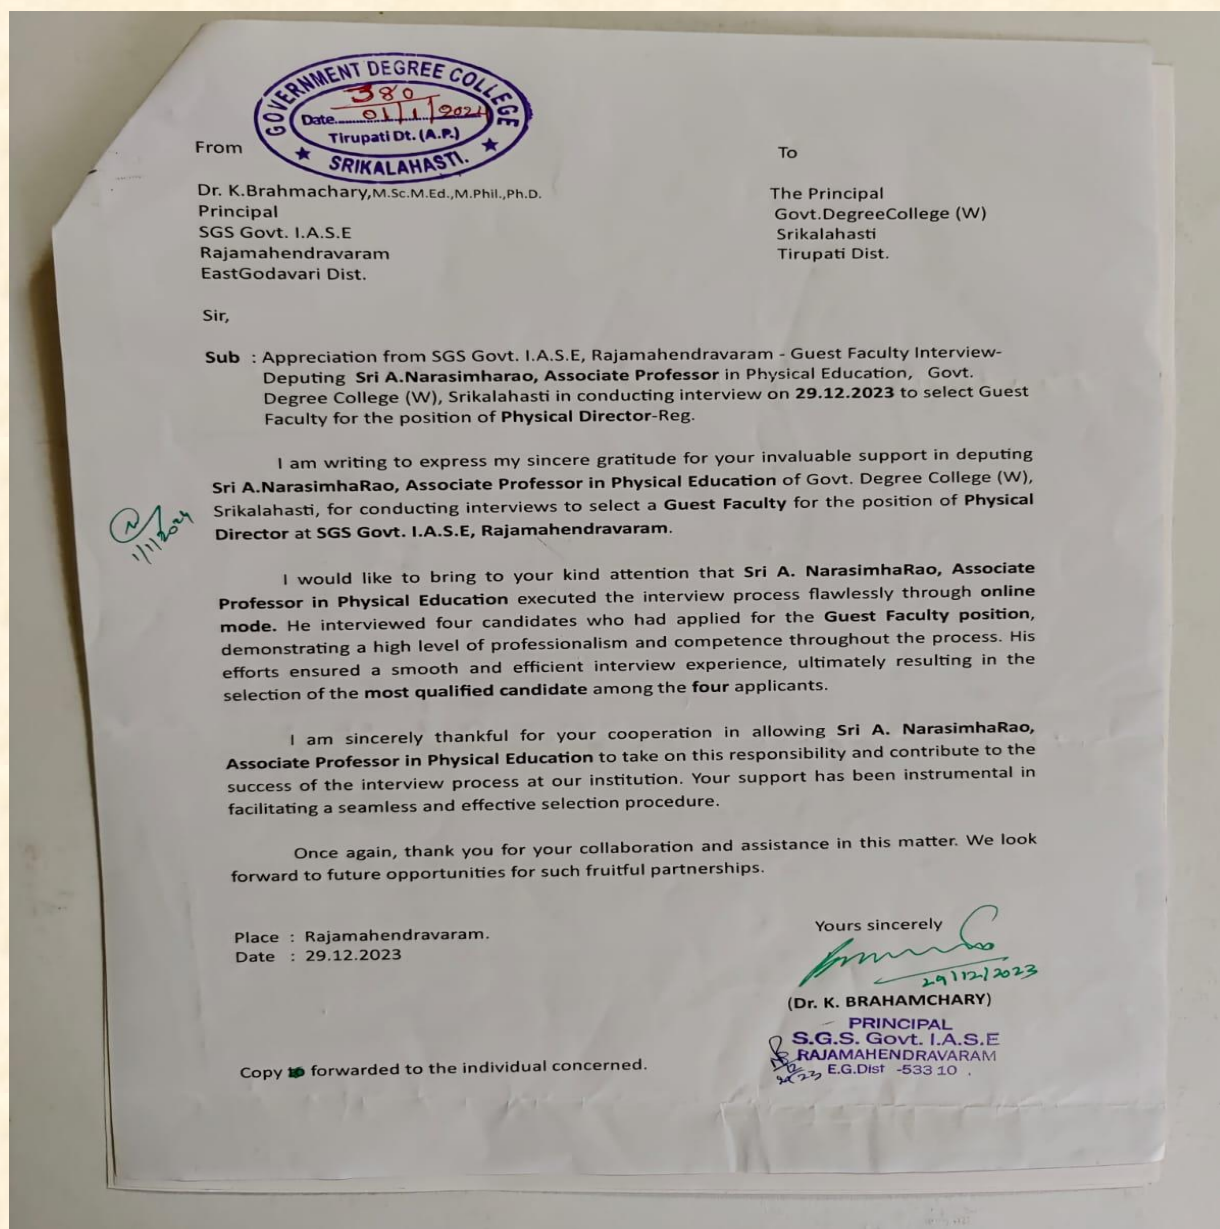 GOVERNMENT DEGREE COLLEGE
380
Date.............01/1/2024
Tirupati Dt. (A.P.)
★ SRIKALAHASTI. ★
From
To
Dr. K.Brahmachary,M.Sc.M.Ed.,M.Phil.,Ph.D.
Principal
SGS Govt. I.A.S.E
Rajamahendravaram
EastGodavari Dist.
The Principal
Govt.DegreeCollege (W)
Srikalahasti
Tirupati Dist.
Sir,
Sub : Appreciation from SGS Govt. I.A.S.E, Rajamahendravaram - Guest Faculty Interview-
Deputing Sri A.Narasimharao, Associate Professor in Physical Education, Govt.
Degree College (W), Srikalahasti in conducting interview on 29.12.2023 to select Guest
Faculty for the position of Physical Director-Reg.
I am writing to express my sincere gratitude for your invaluable support in deputing
Sri A.NarasimhaRao, Associate Professor in Physical Education of Govt. Degree College (W),
Srikalahasti, for conducting interviews to select a Guest Faculty for the position of Physical
Director at SGS Govt. I.A.S.E, Rajamahendravaram.
1/1/2024
I would like to bring to your kind attention that Sri A. NarasimhaRao, Associate
Professor in Physical Education executed the interview process flawlessly through online
mode. He interviewed four candidates who had applied for the Guest Faculty position,
demonstrating a high level of professionalism and competence throughout the process. His
efforts ensured a smooth and efficient interview experience, ultimately resulting in the
selection of the most qualified candidate among the four applicants.
I am sincerely thankful for your cooperation in allowing Sri A. NarasimhaRao,
Associate Professor in Physical Education to take on this responsibility and contribute to the
success of the interview process at our institution. Your support has been instrumental in
facilitating a seamless and effective selection procedure.
Once again, thank you for your collaboration and assistance in this matter. We look
forward to future opportunities for such fruitful partnerships.
Place : Rajamahendravaram.
Date : 29.12.2023
Yours sincerely
29/12/2023
(Dr. K. BRAHAMCHARY)
PRINCIPAL
S.G.S. Govt. I.A.S.E
RAJAMAHENDRAVARAM
E.G.Dist -533 10 .
Copy to forwarded to the individual concerned.